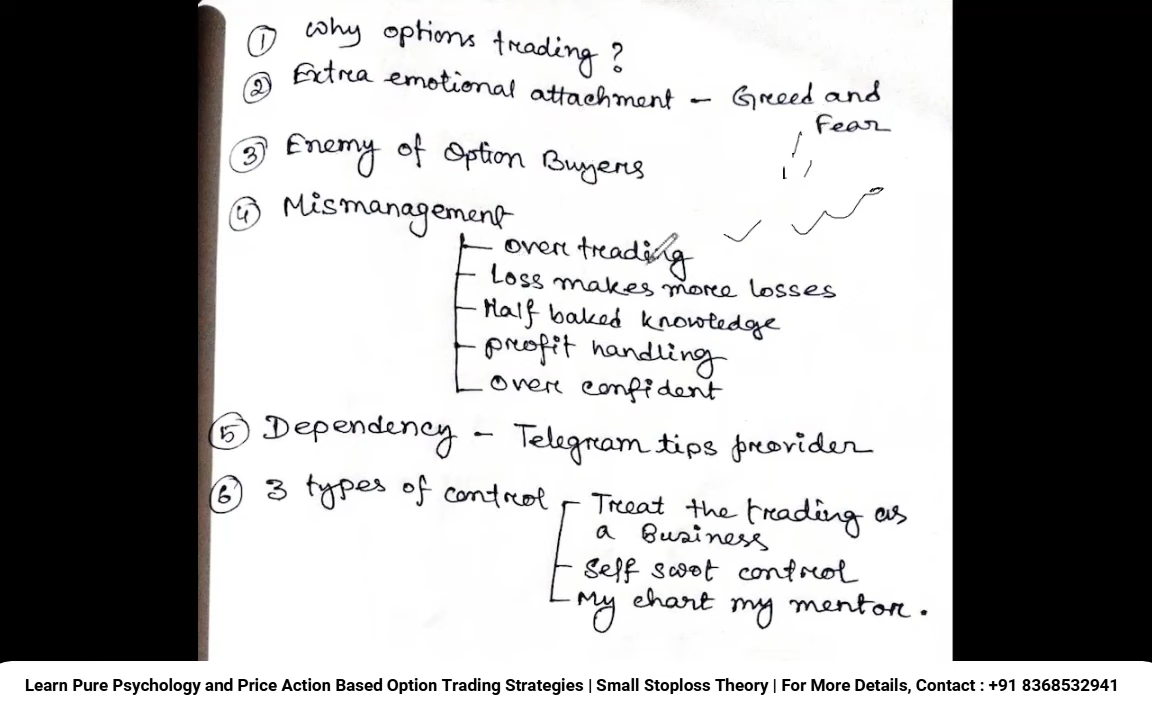 ① Why options trading?
② Extra emotional attachment - Greed and
Fear
③ Enemy of Option Buyers
④ Mismanagement
over trading
Loss makes more losses
Half baked knowledge
profit handling
over confident
⑤ Dependency - Telegram tips provider
⑥ 3 types of control
Treat the trading as
a Business
Self swot control
My chart my mentor.
Learn Pure Psychology and Price Action Based Option Trading Strategies | Small Stoploss Theory | For More Details, Contact : +91 8368532941